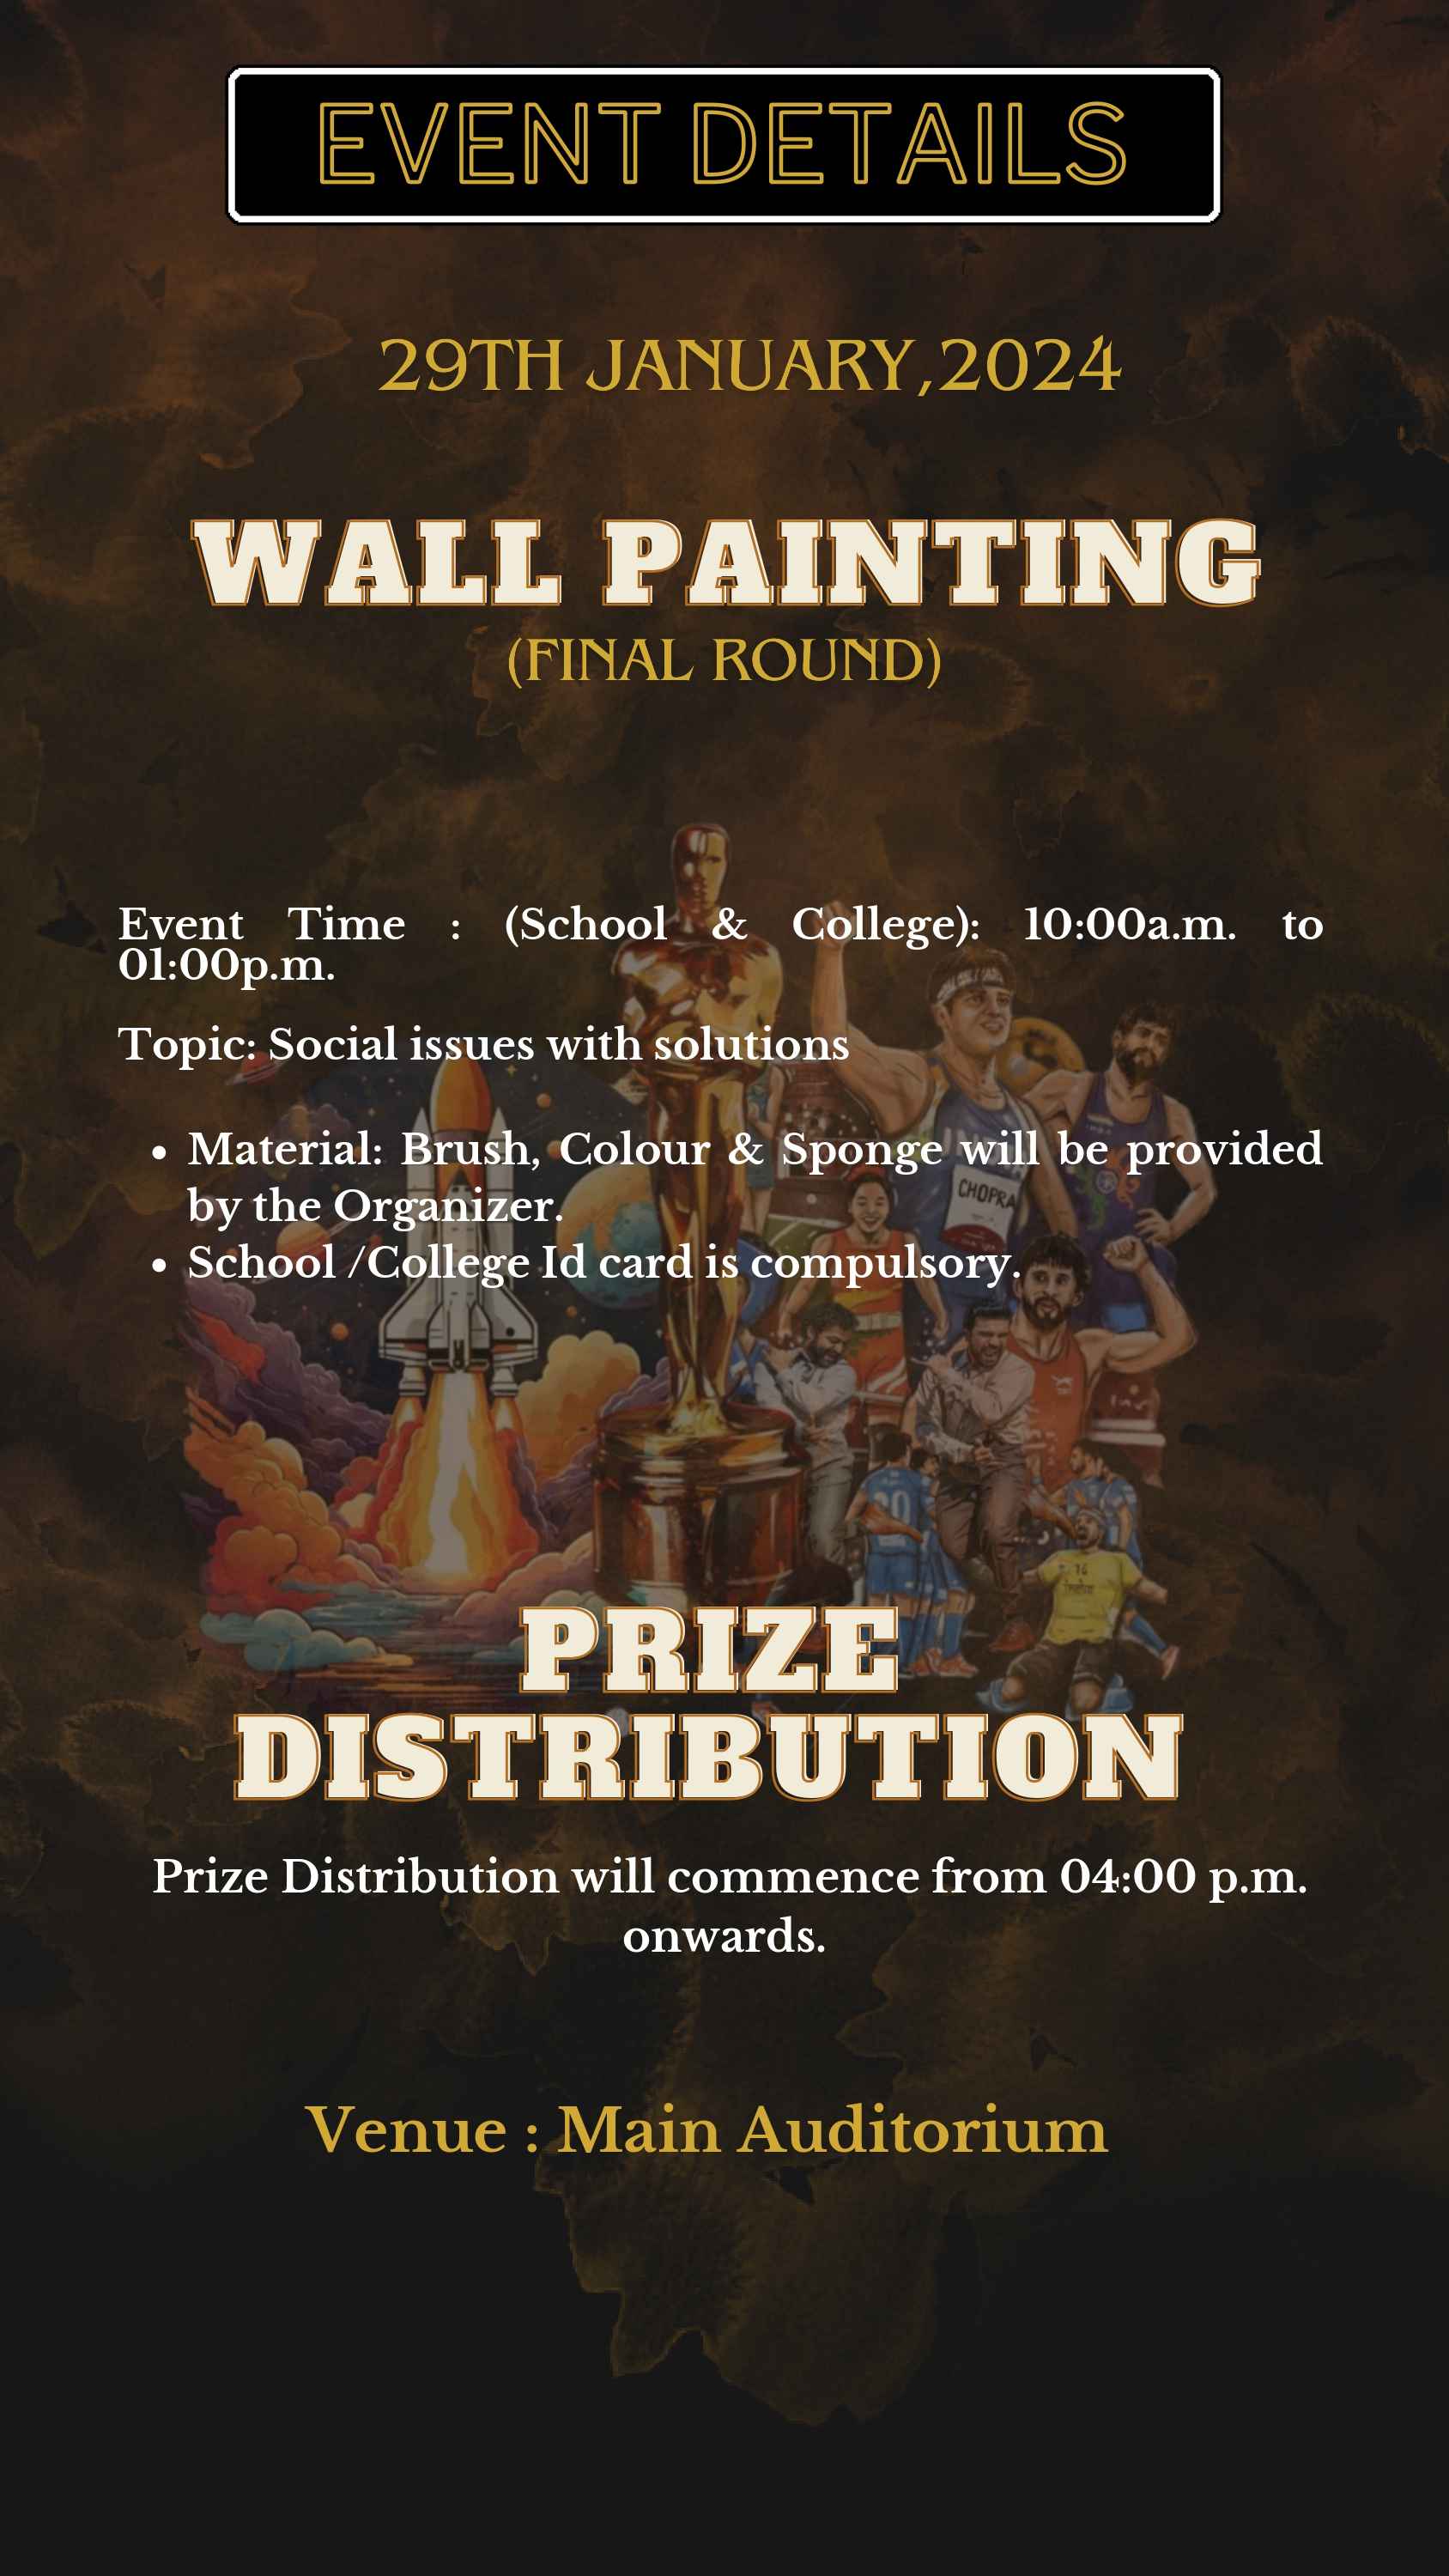 EVENT DETAILS
29TH JANUARY,2024
WALL PAINTING
(FINAL ROUND)
Event Time : (School & College): 10:00a.m. to
01:00p.m.
Topic: Social issues with solutions
• Material: Brush, Colour & Sponge will be provided
by the Organizer.
• School /College Id card is compulsory.
CHOPRA
20
16
PRIZE
DISTRIBUTION
Prize Distribution will commence from 04:00 p.m.
onwards.
Venue : Main Auditorium